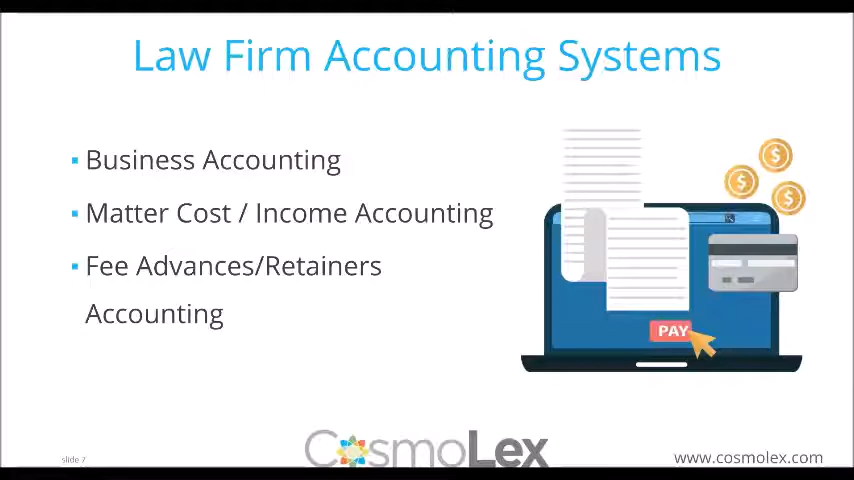 Law Firm Accounting Systems
▪ Business Accounting
▪ Matter Cost / Income Accounting
▪ Fee Advances/Retainers
Accounting
PAY
slide 7
CosmoLex
www.cosmolex.com